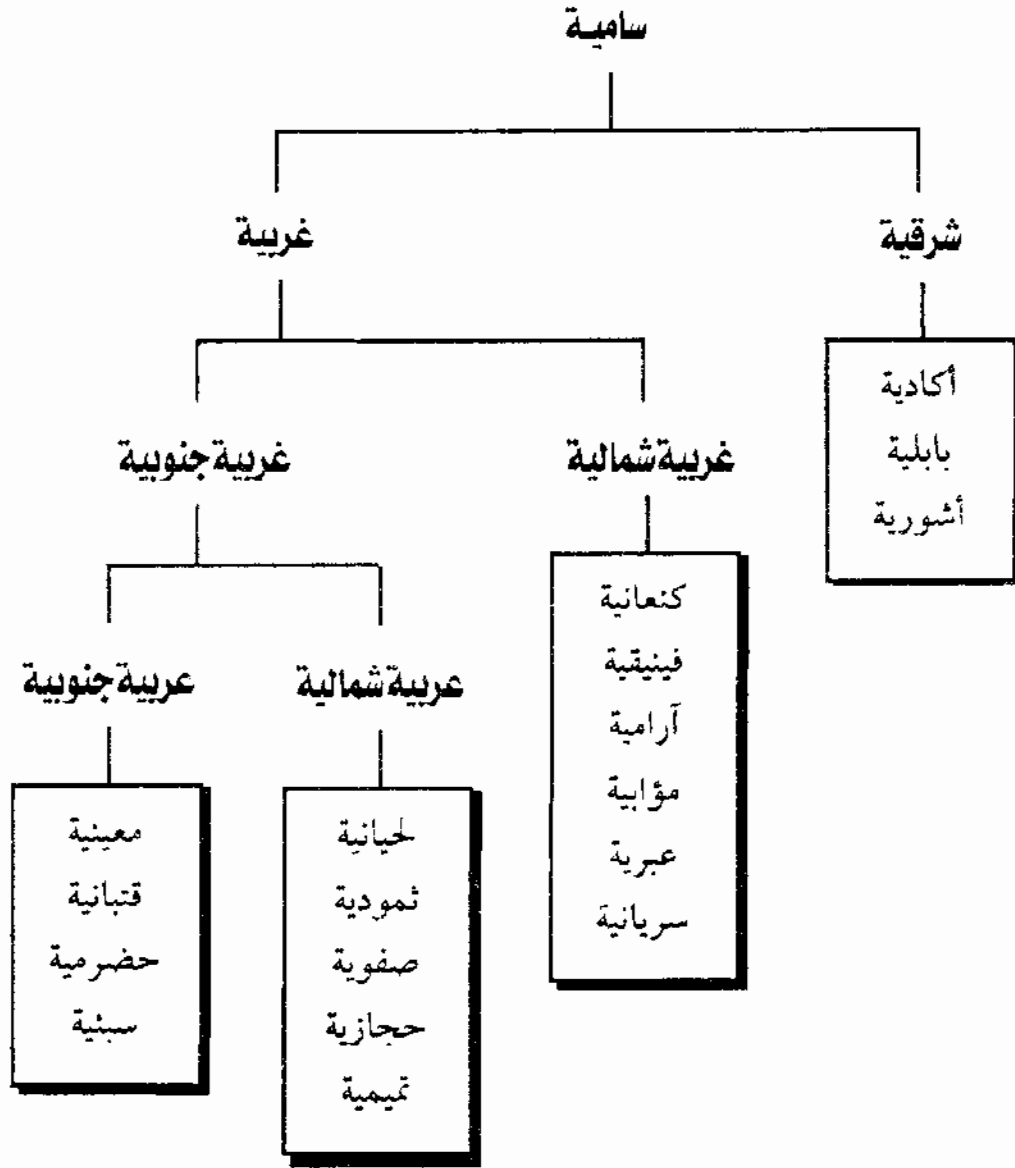 سامية
شرقية
غربية
أكادية
بابلية
أشورية
غربية شمالية
غربية جنوبية
كنعانية
فينيقية
آرامية
مؤابية
عبرية
سريانية
عربية شمالية
عربية جنوبية
لحيانية
ثمودية
صفوية
حجازية
تميمية
معينية
قتبانية
حضرمية
سبئية